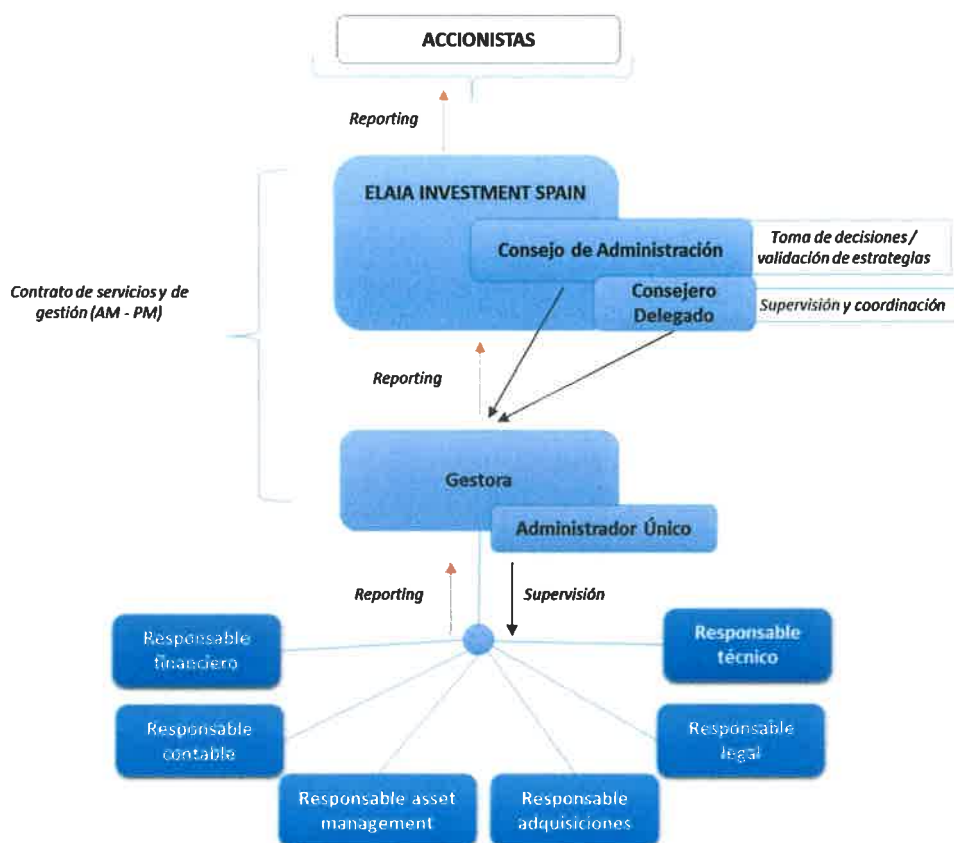 ACCIONISTAS
Reporting
ELAIA INVESTMENT SPAIN
Consejo de Administración
Toma de decisiones /
validación de estrategias
Consejero
Delegado
Supervisión y coordinación
Contrato de servicios y de
gestión (AM - PM)
Reporting
Gestora
Administrador Único
Reporting
Supervisión
Responsable
financiero
Responsable
técnico
Responsable
contable
Responsable
legal
Responsable asset
management
Responsable
adquisiciones